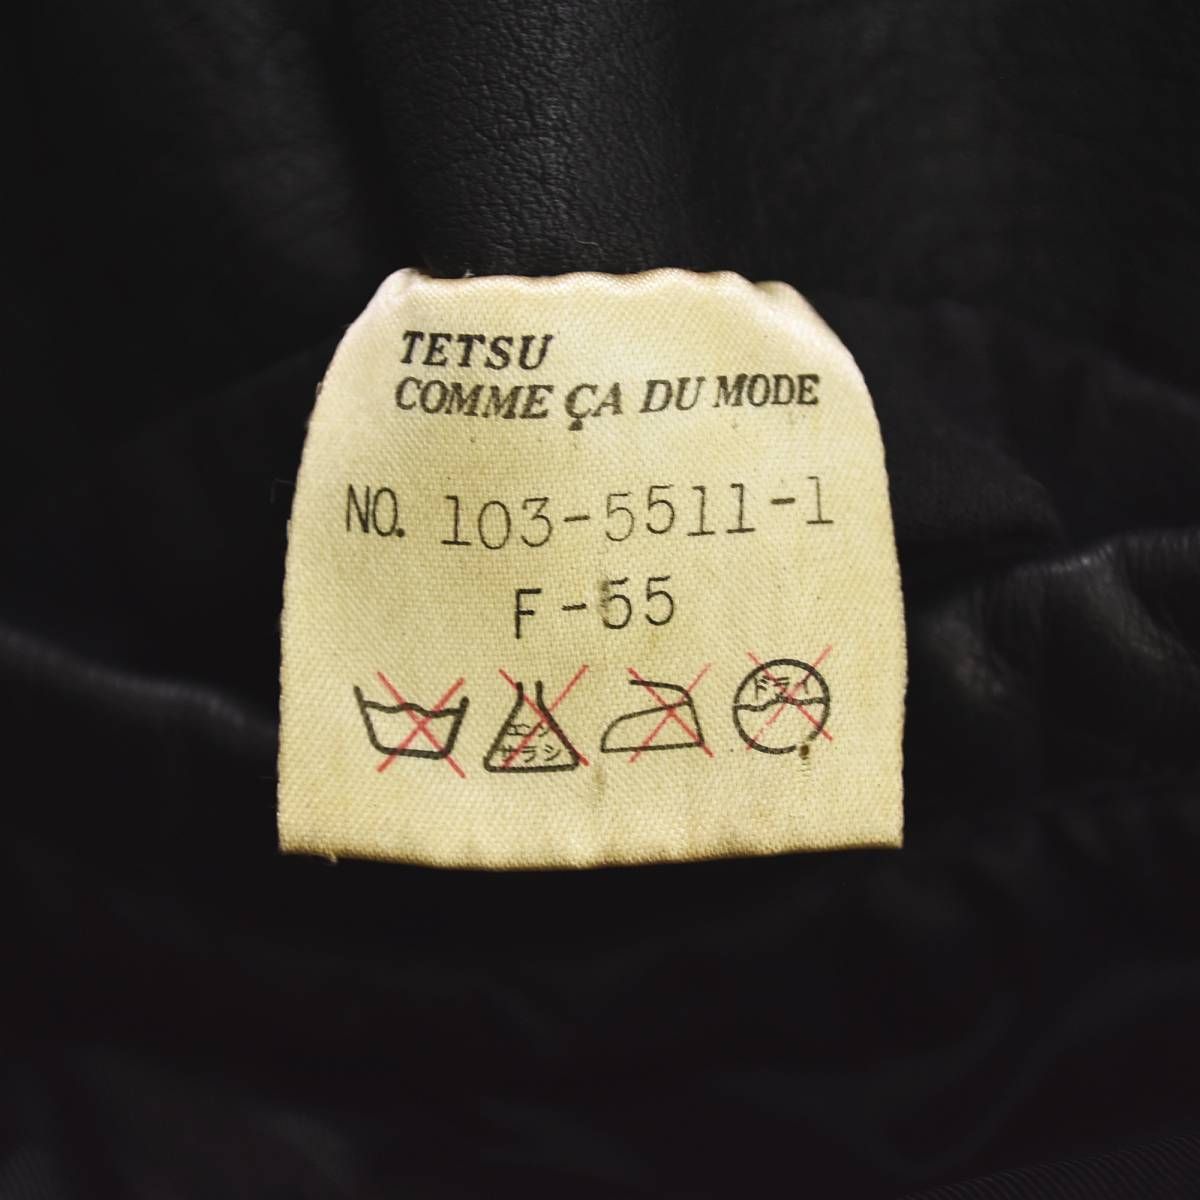 TETSU
COMME ÇA DU MODE
NO. 103-5511-1
F-55
エンソ
サラシ
ドライ